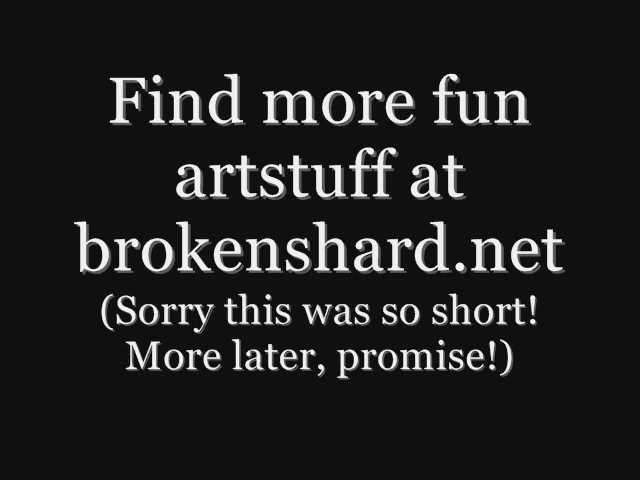 Find more fun
artstuff at
brokenshard.net
(Sorry this was so short!
More later, promise!)